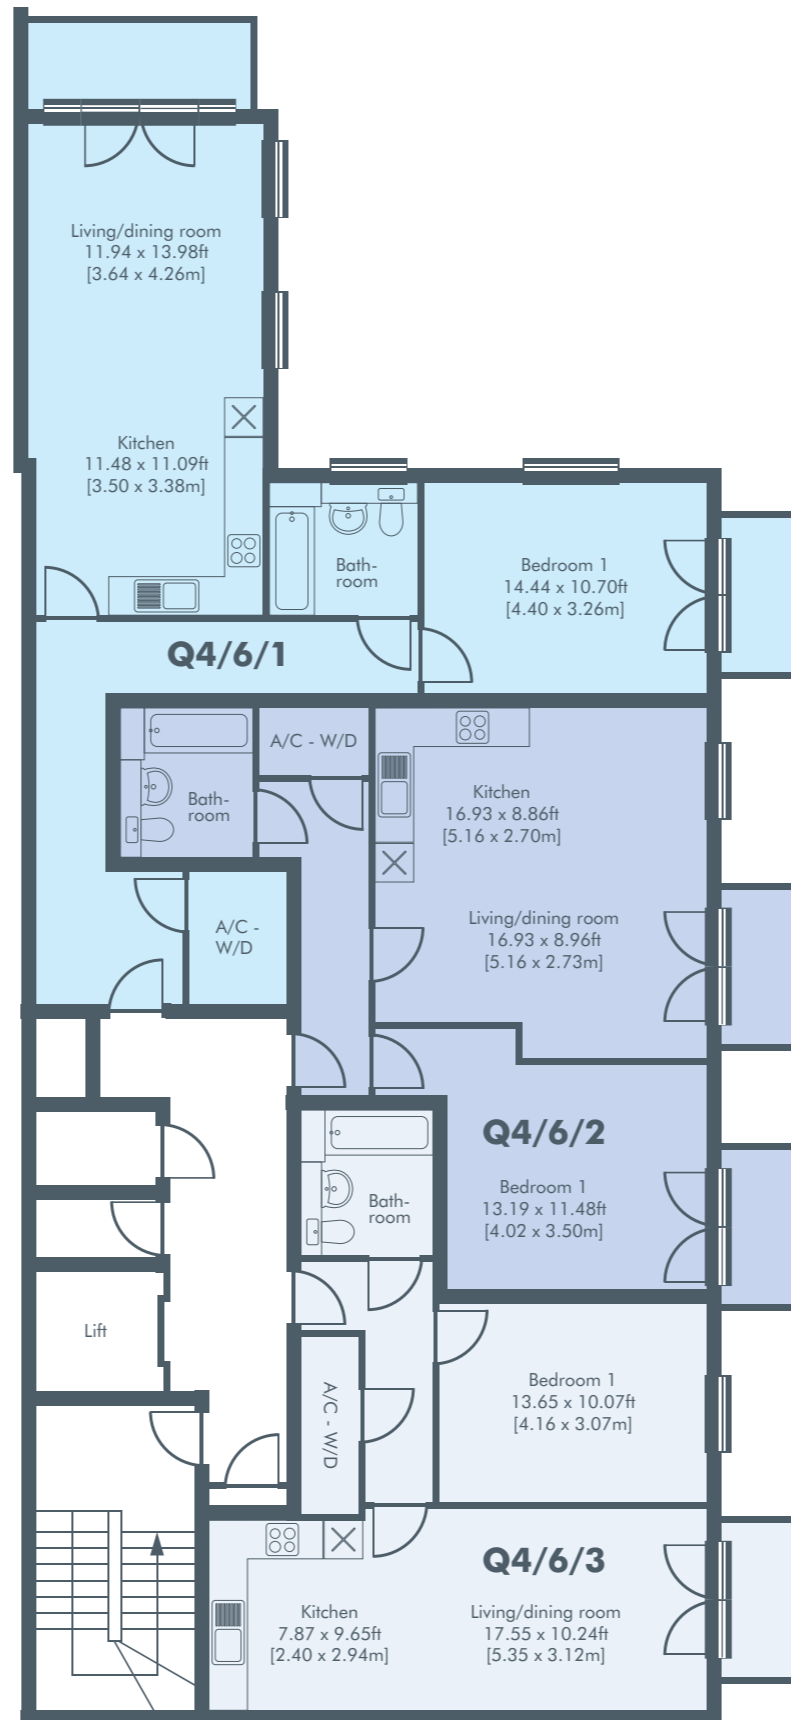 Living/dining room
11.94 x 13.98ft
[3.64 x 4.26m]
Kitchen
11.48 x 11.09ft
[3.50 x 3.38m]
Bath-
room
Bedroom 1
14.44 x 10.70ft
[4.40 x 3.26m]
Q4/6/1
A/C - W/D
Bath-
room
Kitchen
16.93 x 8.86ft
[5.16 x 2.70m]
Living/dining room
16.93 x 8.96ft
[5.16 x 2.73m]
A/C -
W/D
Q4/6/2
Bedroom 1
13.19 x 11.48ft
[4.02 x 3.50m]
Bath-
room
Lift
A/C - W/D
Bedroom 1
13.65 x 10.07ft
[4.16 x 3.07m]
Q4/6/3
Kitchen
7.87 x 9.65ft
[2.40 x 2.94m]
Living/dining room
17.55 x 10.24ft
[5.35 x 3.12m]